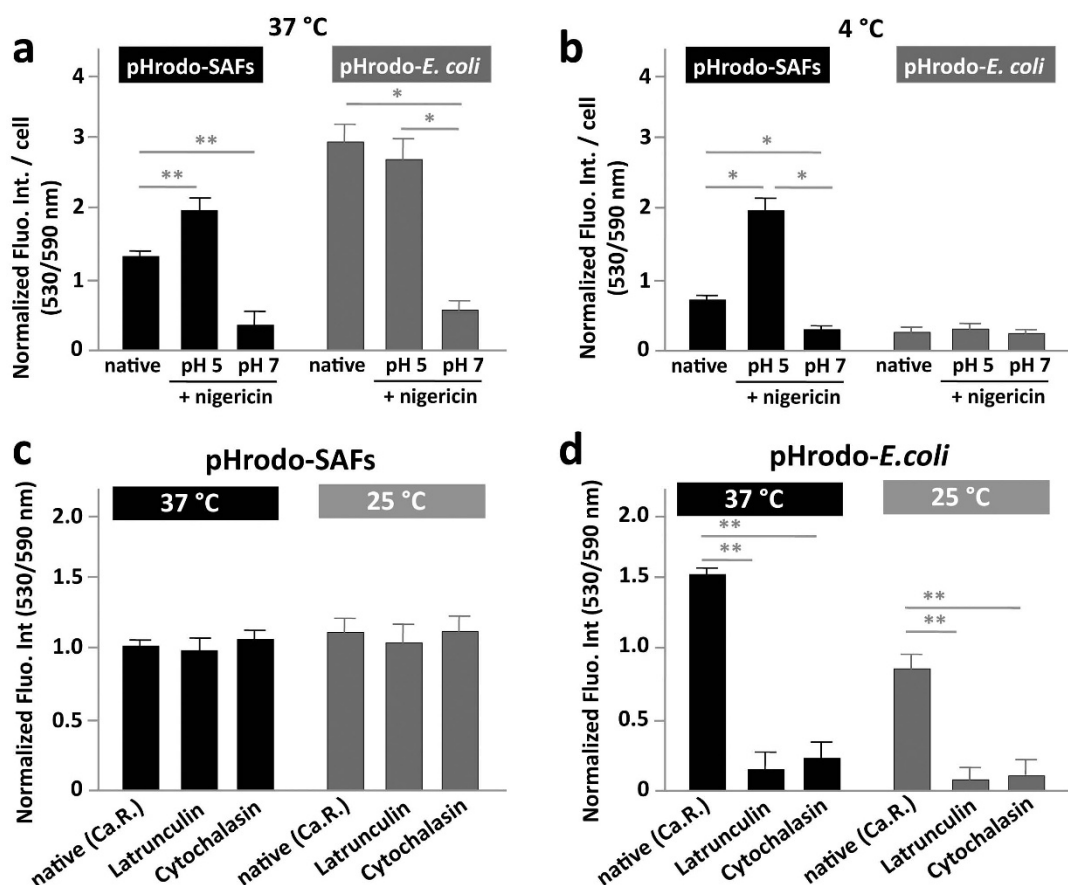 a
37 °C
pHrodo-SAFs
pHrodo-E. coli
Normalized Fluo. Int. / cell
(530/590 nm)
4
3
2
1
0
**
**
*
*
native
pH 5
pH 7
+ nigericin
native
pH 5
pH 7
+ nigericin
b
4 °C
pHrodo-SAFs
pHrodo-E. coli
Normalized Fluo. Int. / cell
(530/590 nm)
4
3
2
1
0
*
*
*
native
pH 5
pH 7
+ nigericin
native
pH 5
pH 7
+ nigericin
c
pHrodo-SAFs
37 °C
25 °C
Normalized Fluo. Int (530/590 nm)
2.0
1.5
1.0
0.5
0
native (Ca.R.)
Latrunculin
Cytochalasin
native (Ca.R.)
Latrunculin
Cytochalasin
d
pHrodo-E.coli
37 °C
25 °C
Normalized Fluo. Int (530/590 nm)
2.0
1.5
1.0
0.5
0
**
**
**
**
native (Ca.R.)
Latrunculin
Cytochalasin
native (Ca.R.)
Latrunculin
Cytochalasin